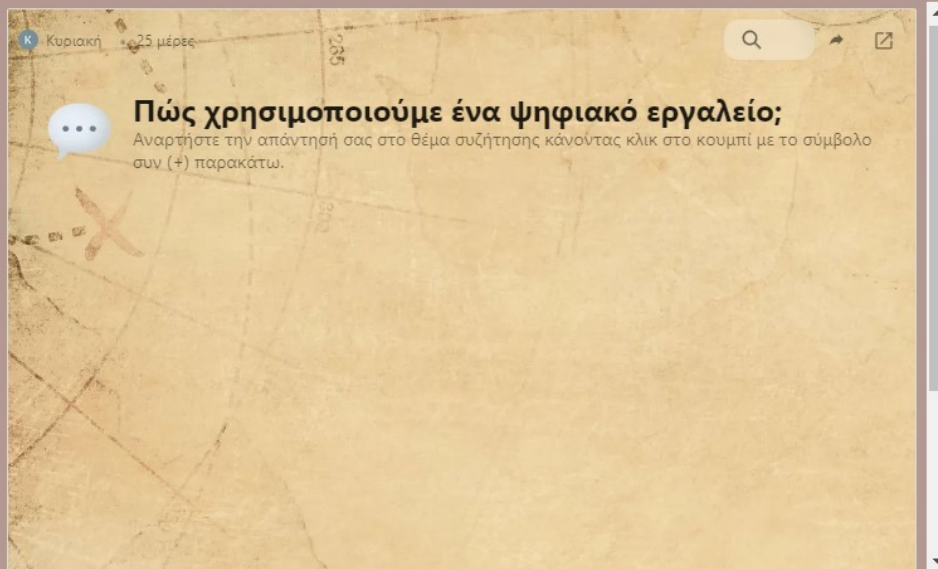 K Κυριακή • 25 μέρες
265
Πώς χρησιμοποιούμε ένα ψηφιακό εργαλείο;
Αναρτήστε την απάντησή σας στο θέμα συζήτησης κάνοντας κλικ στο κουμπί με το σύμβολο
συν (+) παρακάτω.